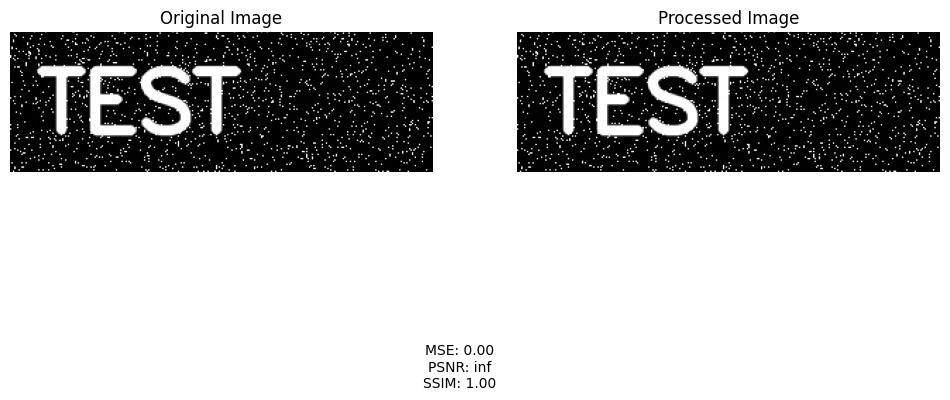 Original Image
Processed Image
TEST
TEST
MSE: 0.00
PSNR: inf
SSIM: 1.00